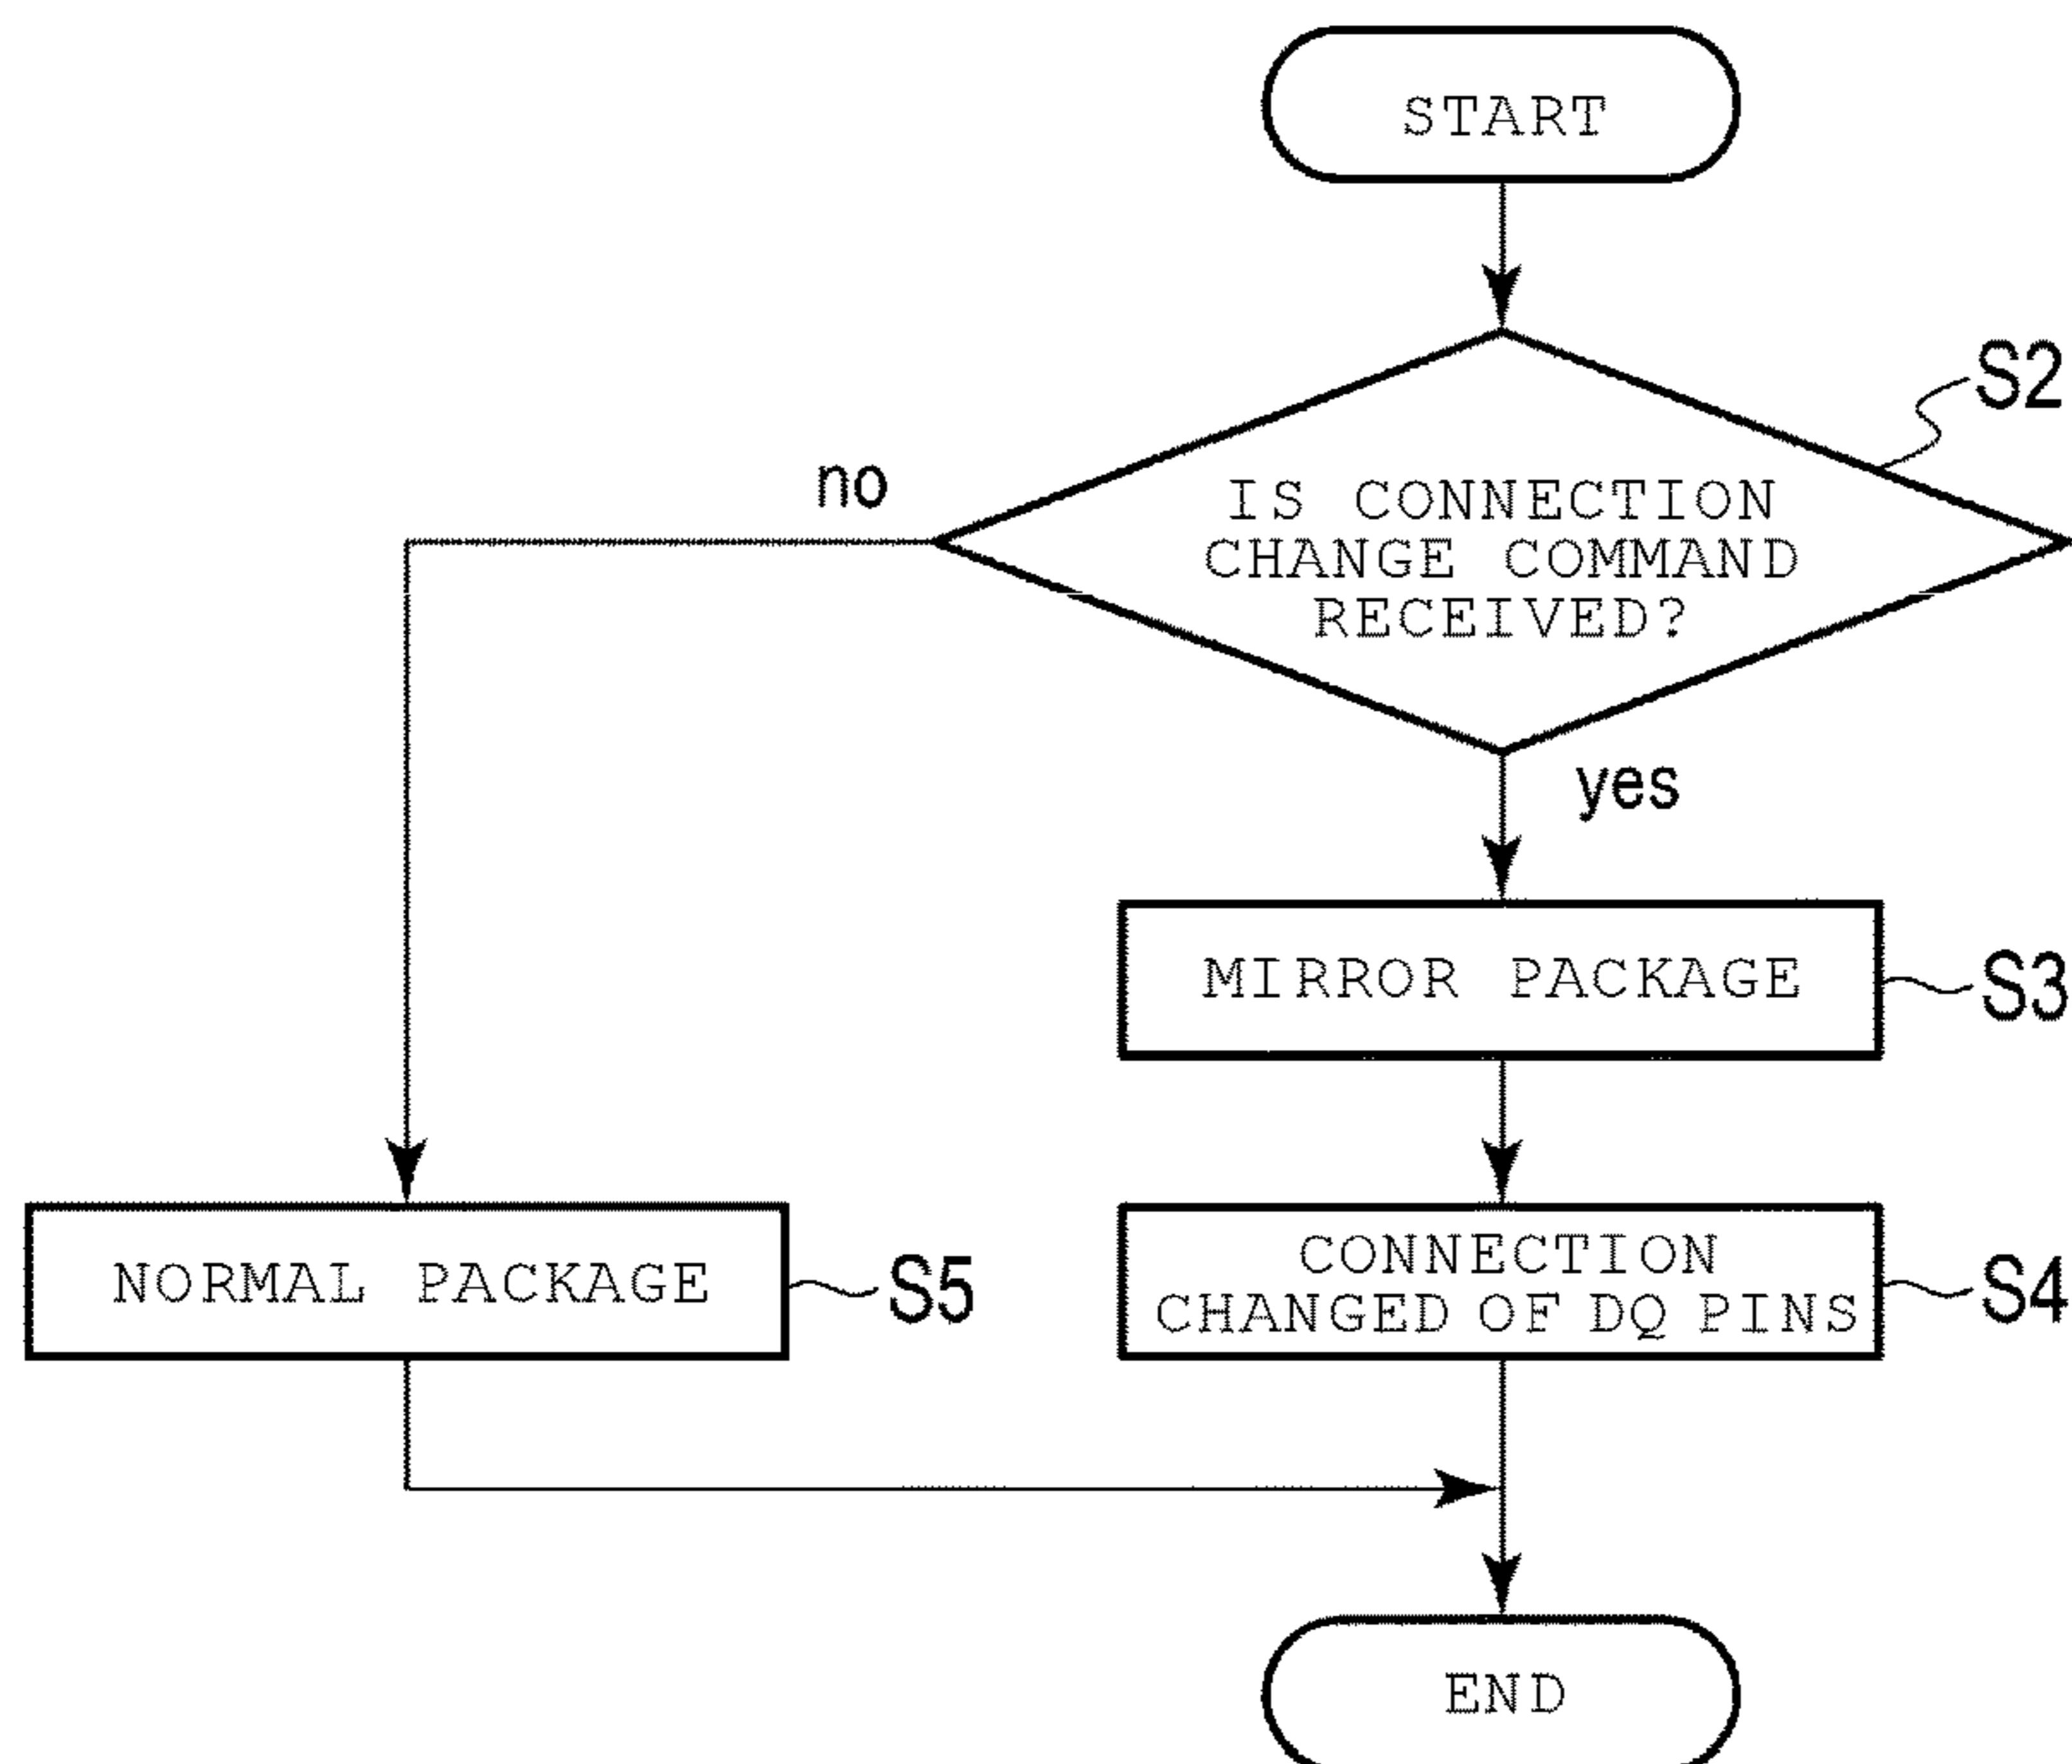 START
S2
no
IS CONNECTION
CHANGE COMMAND
RECEIVED?
yes
MIRROR PACKAGE
S3
NORMAL PACKAGE
S5
CONNECTION
CHANGED OF DQ PINS
S4
END